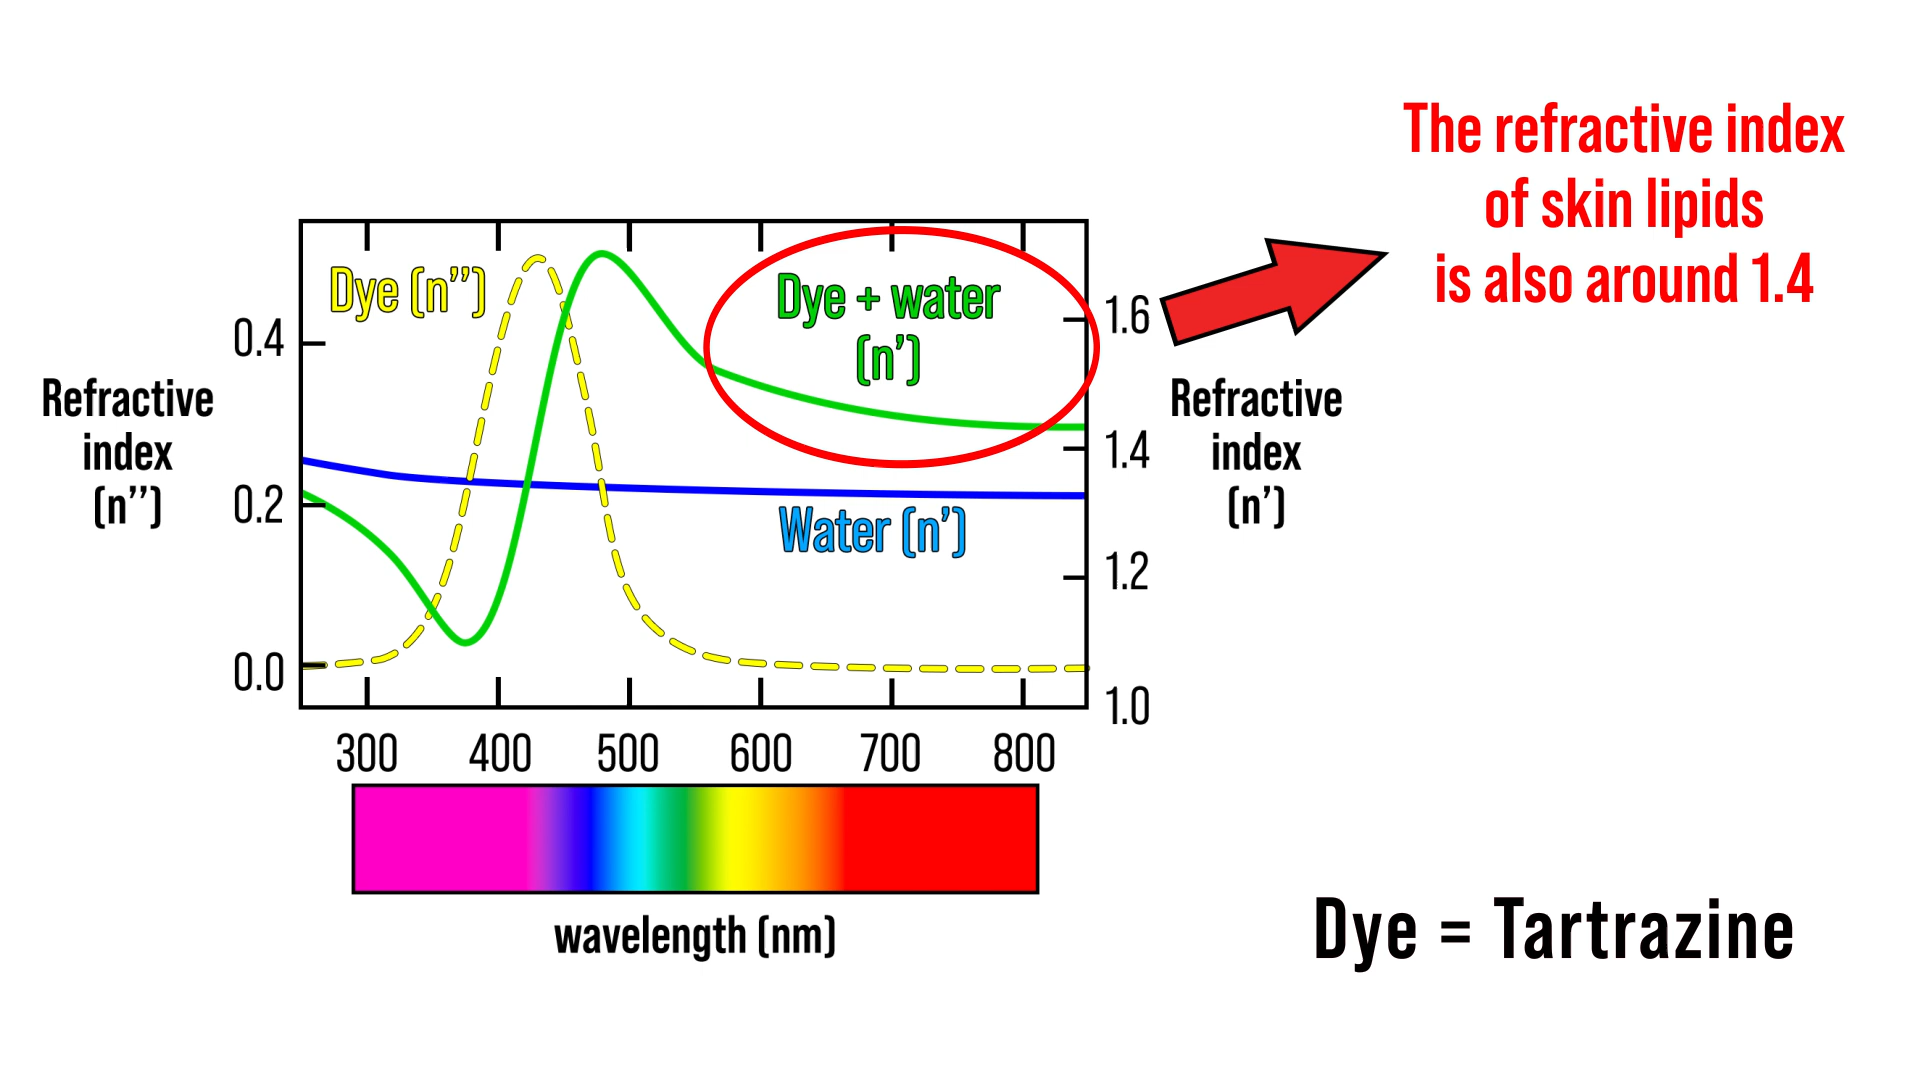 The refractive index
of skin lipids
is also around 1.4
Dye (n’’)
Dye + water
(n’)
Water (n’)
Refractive
index
(n’’)
0.4
0.2
0.0
1.6
1.4
1.2
1.0
Refractive
index
(n’)
300 400 500 600 700 800
wavelength (nm)
Dye = Tartrazine